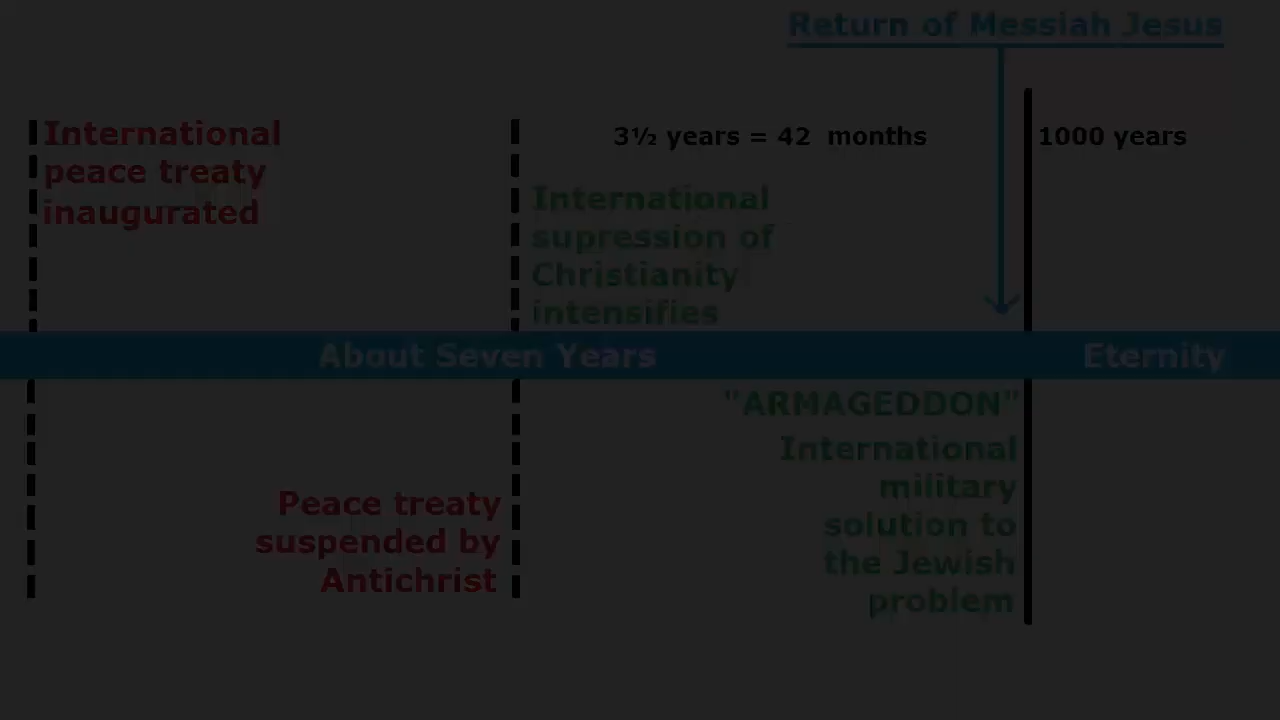 Return of Messiah Jesus
International
peace treaty
inaugurated
3½ years = 42 months
1000 years
International
supression of
Christianity
intensifies
About Seven Years
Eternity
"ARMAGEDDON"
International
military
solution to
the Jewish
problem
Peace treaty
suspended by
Antichrist